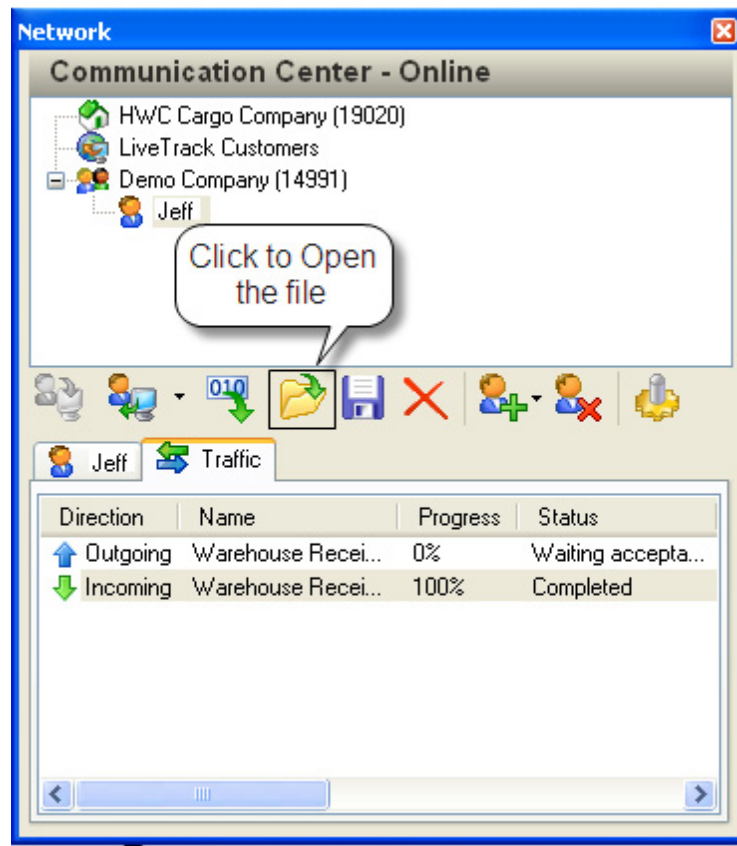 Network
Communication Center - Online
HWC Cargo Company (19020)
LiveTrack Customers
Demo Company (14991)
Jeff
Click to Open
the file
010
Jeff Traffic
Direction Name Progress Status
Outgoing Warehouse Recei... 0% Waiting accepta...
Incoming Warehouse Recei... 100% Completed